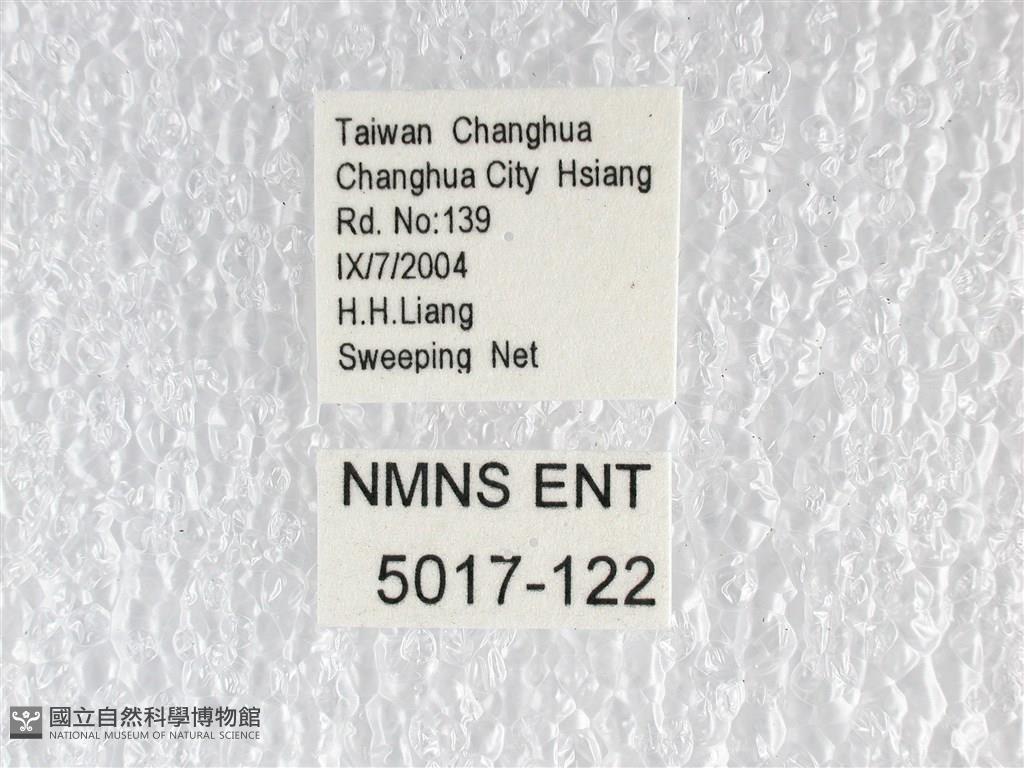 Taiwan Changhua
Changhua City Hsiang
Rd. No:139
IX/7/2004
H.H.Liang
Sweeping Net
NMNS ENT
5017-122
國立自然科學博物館
NATIONAL MUSEUM OF NATURAL SCIENCE